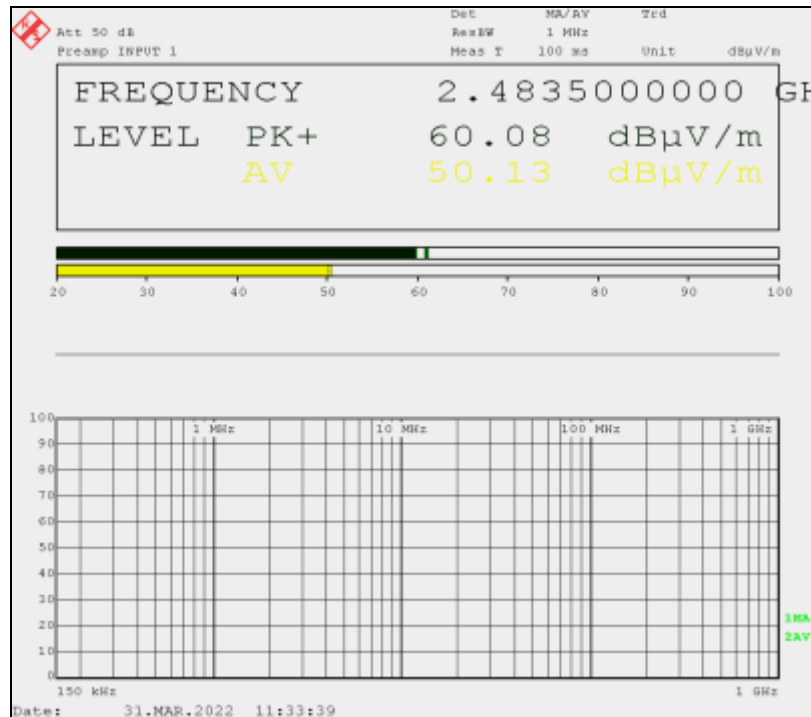 Det MA/AV Trd
Att 50 dB ResBW 1 MHz
Preamp INPUT 1 Meas T 100 ms Unit dBµV/m
FREQUENCY 2.4835000000 GH
LEVEL PK+ 60.08 dBµV/m
AV 50.13 dBµV/m
20 30 40 50 60 70 80 90 100
100
1 MHz 10 MHz 100 MHz 1 GHz
90
80
70
60
50
40
30
20
1MA
2AV
10
0
150 kHz 1 GHz
Date: 31.MAR.2022 11:33:39